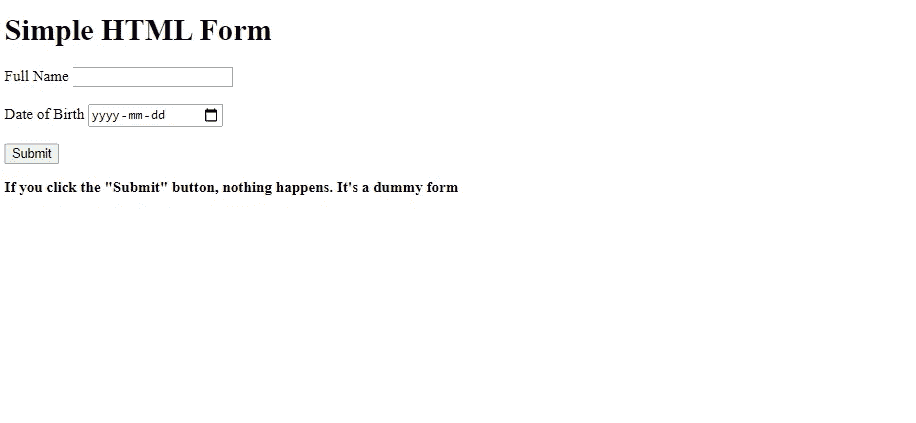 Simple HTML Form
Full Name
Date of Birth yyyy-mm-dd
Submit
If you click the "Submit" button, nothing happens. It's a dummy form